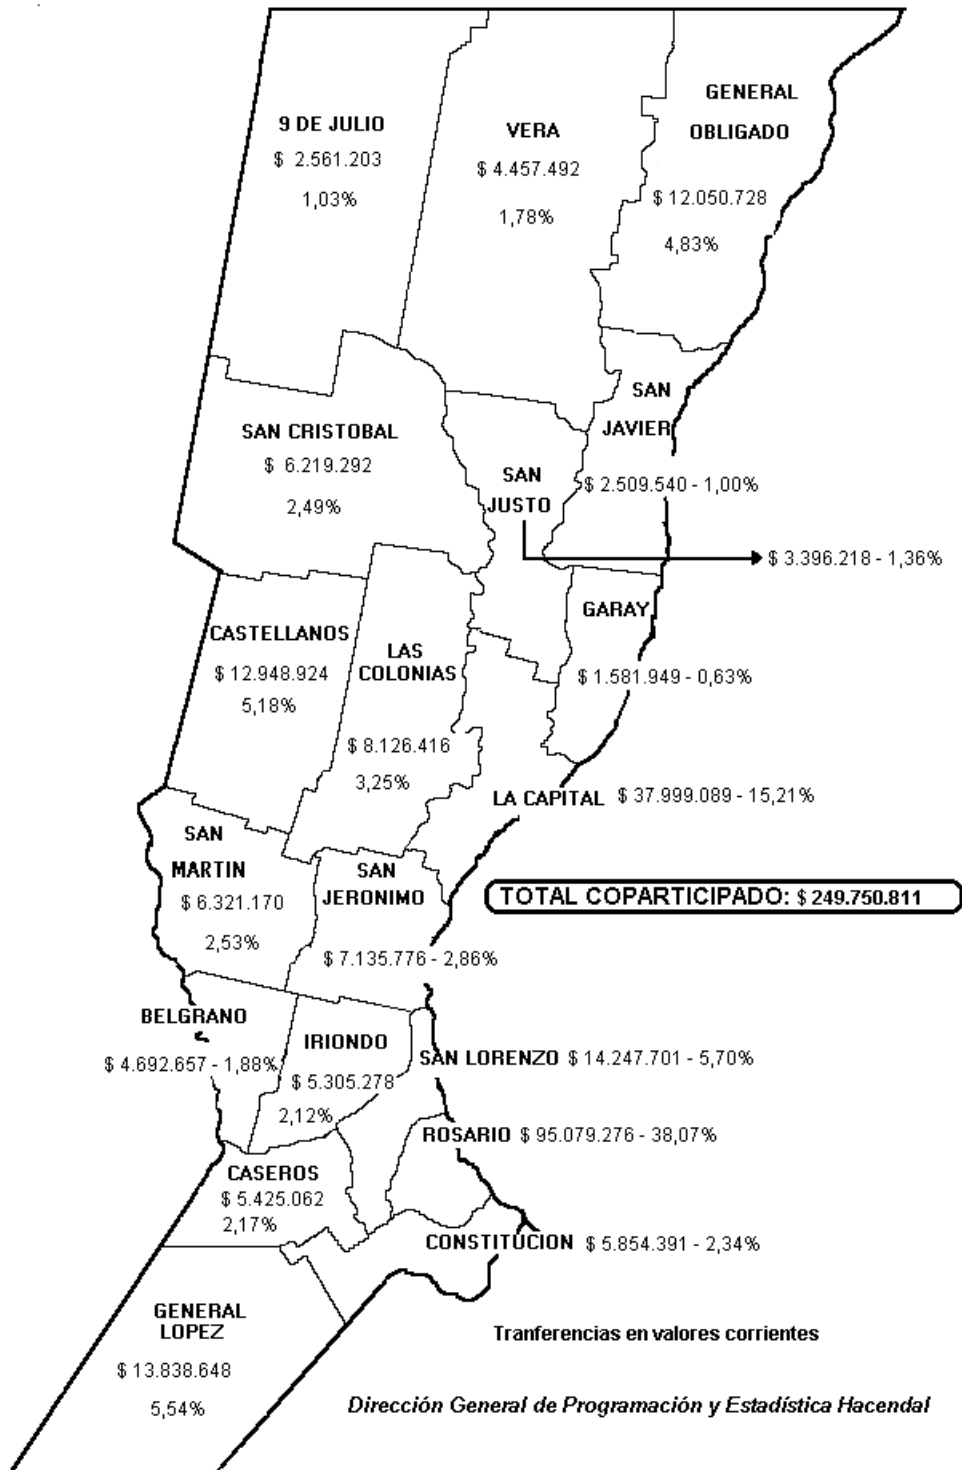 9 DE JULIO
$ 2.561.203
1,03%
VERA
$ 4.457.492
1,78%
GENERAL
OBLIGADO
$ 12.050.728
4,83%
SAN CRISTOBAL
$ 6.219.292
2,49%
SAN
JAVIER
$ 2.509.540 - 1,00%
SAN
JUSTO
$ 3.396.218 - 1,36%
CASTELLANOS
$ 12.948.924
5,18%
LAS
COLONIAS
$ 8.126.416
3,25%
GARAY
$ 1.581.949 - 0,63%
LA CAPITAL $ 37.999.089 - 15,21%
SAN
MARTIN
$ 6.321.170
2,53%
SAN
JERONIMO
$ 7.135.776 - 2,86%
TOTAL COPARTICIPADO: $ 249.750.811
BELGRANO
$ 4.692.657 - 1,88%
IRIONDO
$ 5.305.278
2,12%
SAN LORENZO $ 14.247.701 - 5,70%
ROSARIO $ 95.079.276 - 38,07%
CASEROS
$ 5.425.062
2,17%
CONSTITUCION $ 5.854.391 - 2,34%
GENERAL
LOPEZ
$ 13.838.648
5,54%
Tranferencias en valores corrientes
Dirección General de Programación y Estadística Hacendal